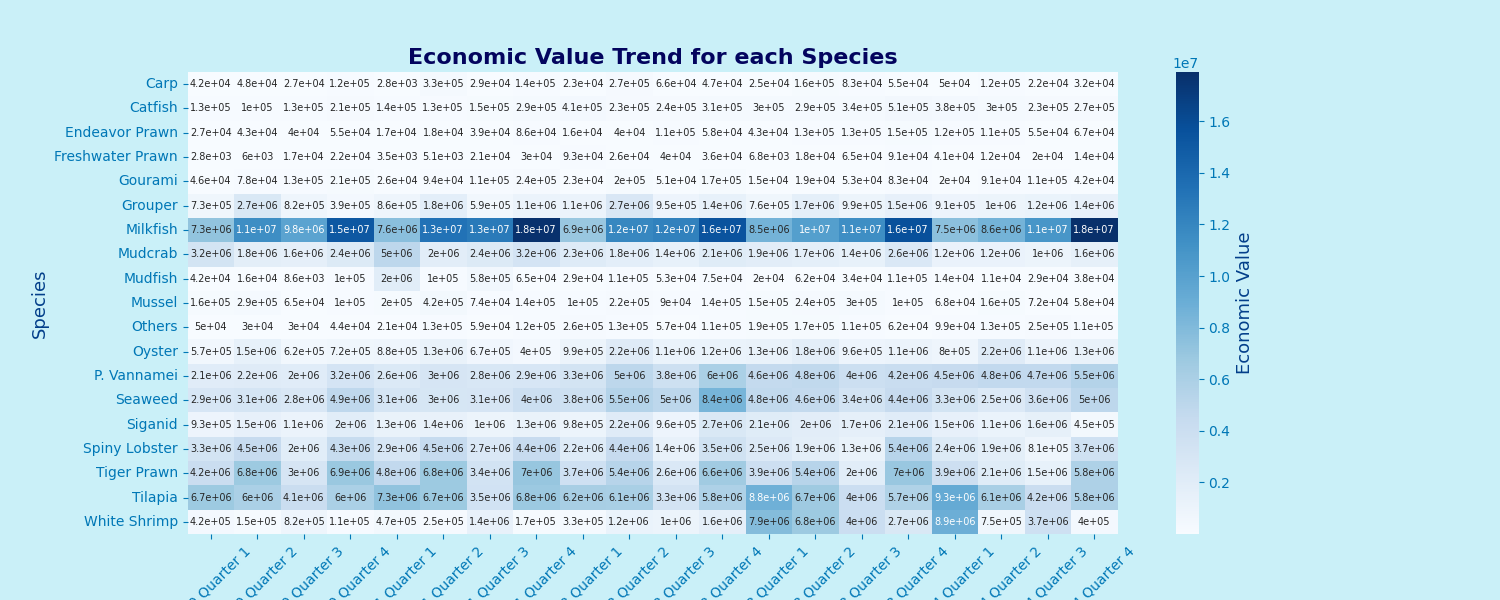 Economic Value Trend for each Species
Carp 4.2e+04 4.8e+04 2.7e+04 1.2e+05 2.8e+03 3.3e+05 2.9e+04 1.4e+05 2.3e+04 2.7e+05 6.6e+04 4.7e+04 2.5e+04 1.6e+05 8.3e+04 5.5e+04 5e+04 1.2e+05 2.2e+04 3.2e+04
Catfish 1.3e+05 1e+05 1.3e+05 2.1e+05 1.4e+05 1.3e+05 1.5e+05 2.9e+05 4.1e+05 2.3e+05 2.4e+05 3.1e+05 3e+05 2.9e+05 3.4e+05 5.1e+05 3.8e+05 3e+05 2.3e+05 2.7e+05
Endeavor Prawn 2.7e+04 4.3e+04 4e+04 5.5e+04 1.7e+04 1.8e+04 3.9e+04 8.6e+04 1.6e+04 4e+04 1.1e+05 5.8e+04 4.3e+04 1.3e+05 1.3e+05 1.5e+05 1.2e+05 1.1e+05 5.5e+04 6.7e+04
Freshwater Prawn 2.8e+03 6e+03 1.7e+04 2.2e+04 3.5e+03 5.1e+03 2.1e+04 3e+04 9.3e+04 2.6e+04 4e+04 3.6e+04 6.8e+03 1.8e+04 6.5e+04 9.1e+04 4.1e+04 1.2e+04 2e+04 1.4e+04
Gourami 4.6e+04 7.8e+04 1.3e+05 2.1e+05 2.6e+04 9.4e+04 1.1e+05 2.4e+05 2.3e+04 2e+05 5.1e+04 1.7e+05 1.5e+04 1.9e+04 5.3e+04 8.3e+04 2e+04 9.1e+04 1.1e+05 4.2e+04
Grouper 7.3e+05 2.7e+06 8.2e+05 3.9e+05 8.6e+05 1.8e+06 5.9e+05 1.1e+06 1.1e+06 2.7e+06 9.5e+05 1.4e+06 7.6e+05 1.7e+06 9.9e+05 1.5e+06 9.1e+05 1e+06 1.2e+06 1.4e+06
Milkfish 7.3e+06 1.1e+07 9.8e+06 1.5e+07 7.6e+06 1.3e+07 1.3e+07 1.8e+07 6.9e+06 1.2e+07 1.2e+07 1.6e+07 8.5e+06 1e+07 1.1e+07 1.6e+07 7.5e+06 8.6e+06 1.1e+07 1.8e+07
Mudcrab 3.2e+06 1.8e+06 1.6e+06 2.4e+06 5e+06 2e+06 2.4e+06 3.2e+06 2.3e+06 1.8e+06 1.4e+06 2.1e+06 1.9e+06 1.7e+06 1.4e+06 2.6e+06 1.2e+06 1.2e+06 1e+06 1.6e+06
Mudfish 4.2e+04 1.6e+04 8.6e+03 1e+05 2e+06 1e+05 5.8e+05 6.5e+04 2.9e+04 1.1e+05 5.3e+04 7.5e+04 2e+04 6.2e+04 3.4e+04 1.1e+05 1.4e+04 1.1e+04 2.9e+04 3.8e+04
Mussel 1.6e+05 2.9e+05 6.5e+04 1e+05 2e+05 4.2e+05 7.4e+04 1.4e+05 1e+05 2.2e+05 9e+04 1.4e+05 1.5e+05 2.4e+05 3e+05 1e+05 6.8e+04 1.6e+05 7.2e+04 5.8e+04
Others 5e+04 3e+04 3e+04 4.4e+04 2.1e+04 1.3e+05 5.9e+04 1.2e+05 2.6e+05 1.3e+05 5.7e+04 1.1e+05 1.9e+05 1.7e+05 1.1e+05 6.2e+04 9.9e+04 1.3e+05 2.5e+05 1.1e+05
Oyster 5.7e+05 1.5e+06 6.2e+05 7.2e+05 8.8e+05 1.3e+06 6.7e+05 4e+05 9.9e+05 2.2e+06 1.1e+06 1.2e+06 1.3e+06 1.8e+06 9.6e+05 1.1e+06 8e+05 2.2e+06 1.1e+06 1.3e+06
P. Vannamei 2.1e+06 2.2e+06 2e+06 3.2e+06 2.6e+06 3e+06 2.8e+06 2.9e+06 3.3e+06 5e+06 3.8e+06 6e+06 4.6e+06 4.8e+06 4e+06 4.2e+06 4.5e+06 4.8e+06 4.7e+06 5.5e+06
Seaweed 2.9e+06 3.1e+06 2.8e+06 4.9e+06 3.1e+06 3e+06 3.1e+06 4e+06 3.8e+06 5.5e+06 5e+06 8.4e+06 4.8e+06 4.6e+06 3.4e+06 4.4e+06 3.3e+06 2.5e+06 3.6e+06 5e+06
Siganid 9.3e+05 1.5e+06 1.1e+06 2e+06 1.3e+06 1.4e+06 1e+06 1.3e+06 9.8e+05 2.2e+06 9.6e+05 2.7e+06 2.1e+06 2e+06 1.7e+06 2.1e+06 1.5e+06 1.1e+06 1.6e+06 4.5e+05
Spiny Lobster 3.3e+06 4.5e+06 2e+06 4.3e+06 2.9e+06 4.5e+06 2.7e+06 4.4e+06 2.2e+06 4.4e+06 1.4e+06 3.5e+06 2.5e+06 1.9e+06 1.3e+06 5.4e+06 2.4e+06 1.9e+06 8.1e+05 3.7e+06
Tiger Prawn 4.2e+06 6.8e+06 3e+06 6.9e+06 4.8e+06 6.8e+06 3.4e+06 7e+06 3.7e+06 5.4e+06 2.6e+06 6.6e+06 3.9e+06 5.4e+06 2e+06 7e+06 3.9e+06 2.1e+06 1.5e+06 5.8e+06
Tilapia 6.7e+06 6e+06 4.1e+06 6e+06 7.3e+06 6.7e+06 3.5e+06 6.8e+06 6.2e+06 6.1e+06 3.3e+06 5.8e+06 8.8e+06 6.7e+06 4e+06 5.7e+06 9.3e+06 6.1e+06 4.2e+06 5.8e+06
White Shrimp 4.2e+05 1.5e+05 8.2e+05 1.1e+05 4.7e+05 2.5e+05 1.4e+06 1.7e+05 3.3e+05 1.2e+06 1e+06 1.6e+06 7.9e+06 6.8e+06 4e+06 2.7e+06 8.9e+06 7.5e+05 3.7e+06 4e+05
Species
Quarter 1
Quarter 2
Quarter 3
Quarter 4
Quarter 1
Quarter 2
Quarter 3
Quarter 4
Quarter 1
Quarter 2
Quarter 3
Quarter 4
Quarter 1
Quarter 2
Quarter 3
Quarter 4
Quarter 1
Quarter 2
Quarter 3
Quarter 4
1e7
1.6
1.4
1.2
1.0
0.8
0.6
0.4
0.2
Economic Value